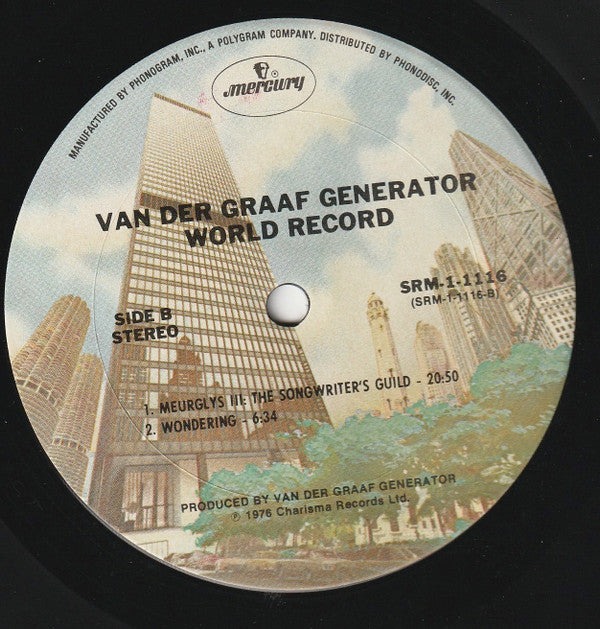 MANUFACTURED BY PHONOGRAM, INC., A POLYGRAM COMPANY. DISTRIBUTED BY PHONODISC, INC.
mercury
VAN DER GRAAF GENERATOR
WORLD RECORD
SIDE B
STEREO
SRM-1-1116
(SRM-1-1116-B)
1. MEURGLYS III: THE SONGWRITER'S GUILD - 20:50
2. WONDERING - 6:34
PRODUCED BY VAN DER GRAAF GENERATOR
℗ 1976 Charisma Records Ltd.